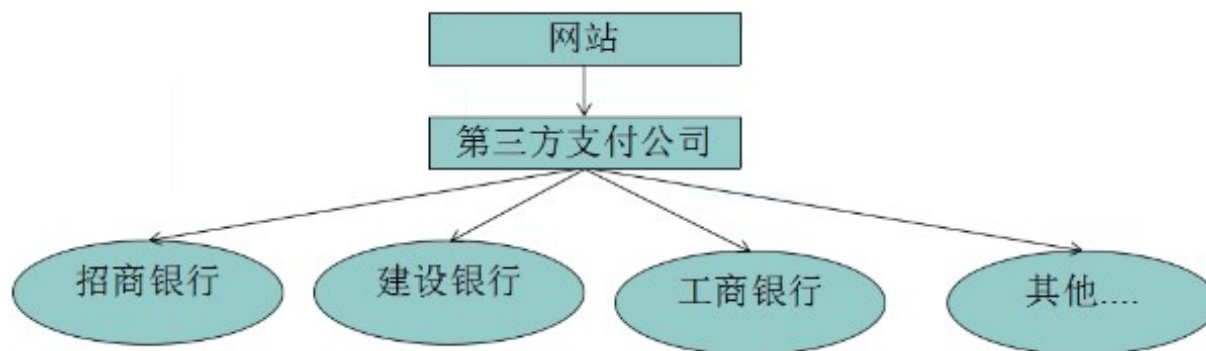 网站
第三方支付公司
招商银行
建设银行
工商银行
其他....